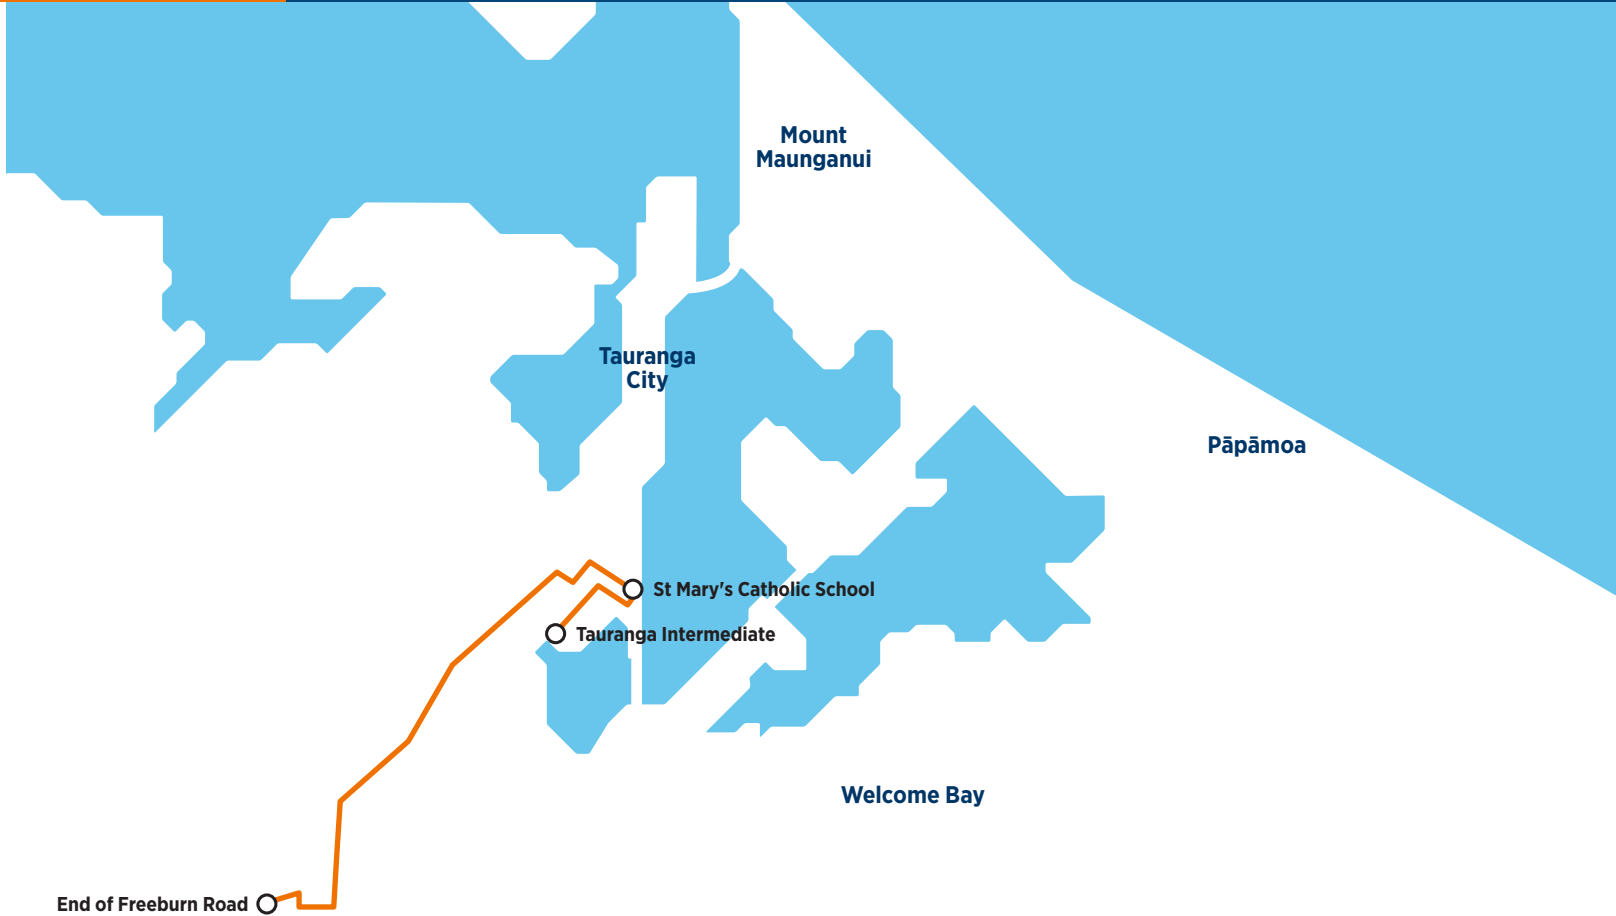 Mount
Maunganui
Tauranga
City
Pāpāmoa
St Mary's Catholic School
Tauranga Intermediate
Welcome Bay
End of Freeburn Road